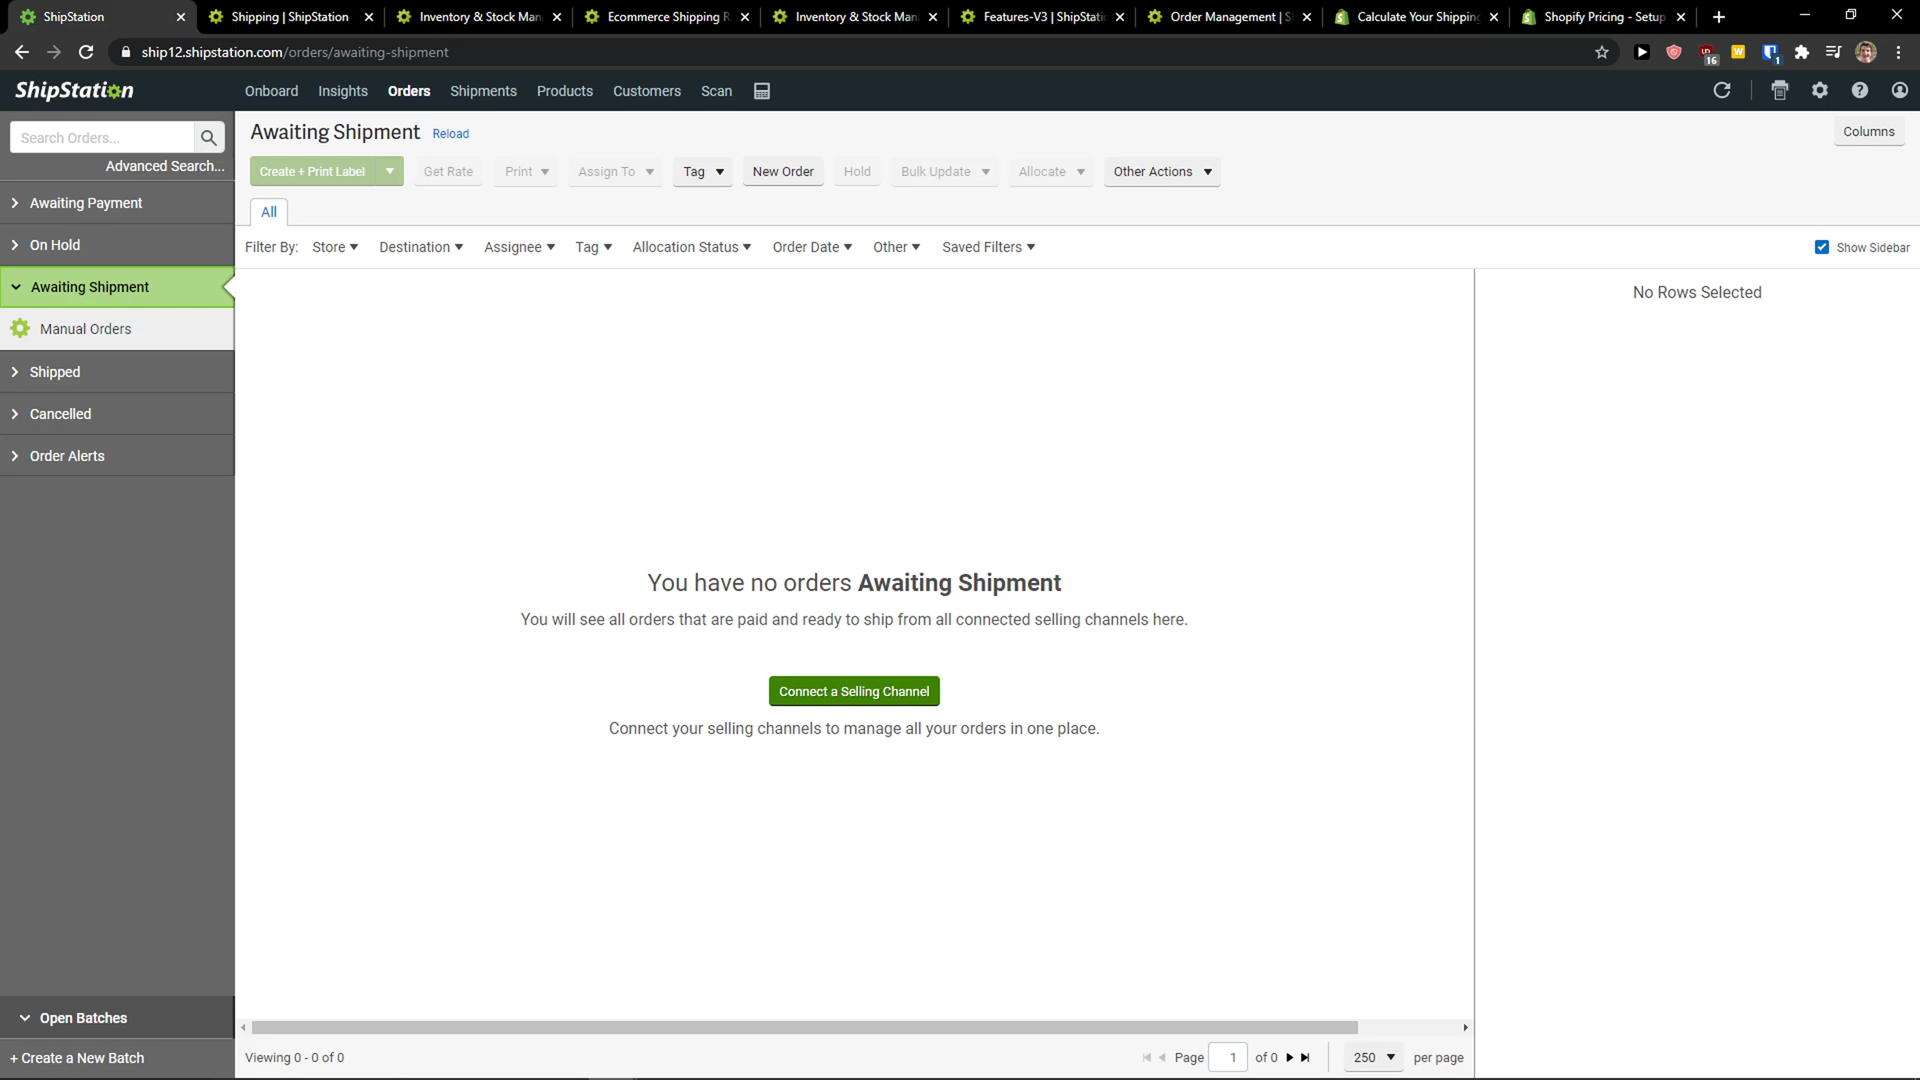 ShipStation
Shipping | ShipStation
Inventory & Stock Man
Ecommerce Shipping R
Inventory & Stock Man
Features-V3 | ShipStatio
Order Management | S
Calculate Your Shipping
Shopify Pricing - Setup
ship12.shipstation.com/orders/awaiting-shipment
16
W
1
ShipStation
Onboard
Insights
Orders
Shipments
Products
Customers
Scan
Search Orders...
Advanced Search...
Awaiting Payment
On Hold
Awaiting Shipment
Manual Orders
Shipped
Cancelled
Order Alerts
Open Batches
+ Create a New Batch
Awaiting Shipment Reload
Columns
Create + Print Label
Get Rate
Print
Assign To
Tag
New Order
Hold
Bulk Update
Allocate
Other Actions
All
Filter By:
Store
Destination
Assignee
Tag
Allocation Status
Order Date
Other
Saved Filters
Show Sidebar
No Rows Selected
You have no orders Awaiting Shipment
You will see all orders that are paid and ready to ship from all connected selling channels here.
Connect a Selling Channel
Connect your selling channels to manage all your orders in one place.
Viewing 0 - 0 of 0
Page 1 of 0
250 per page